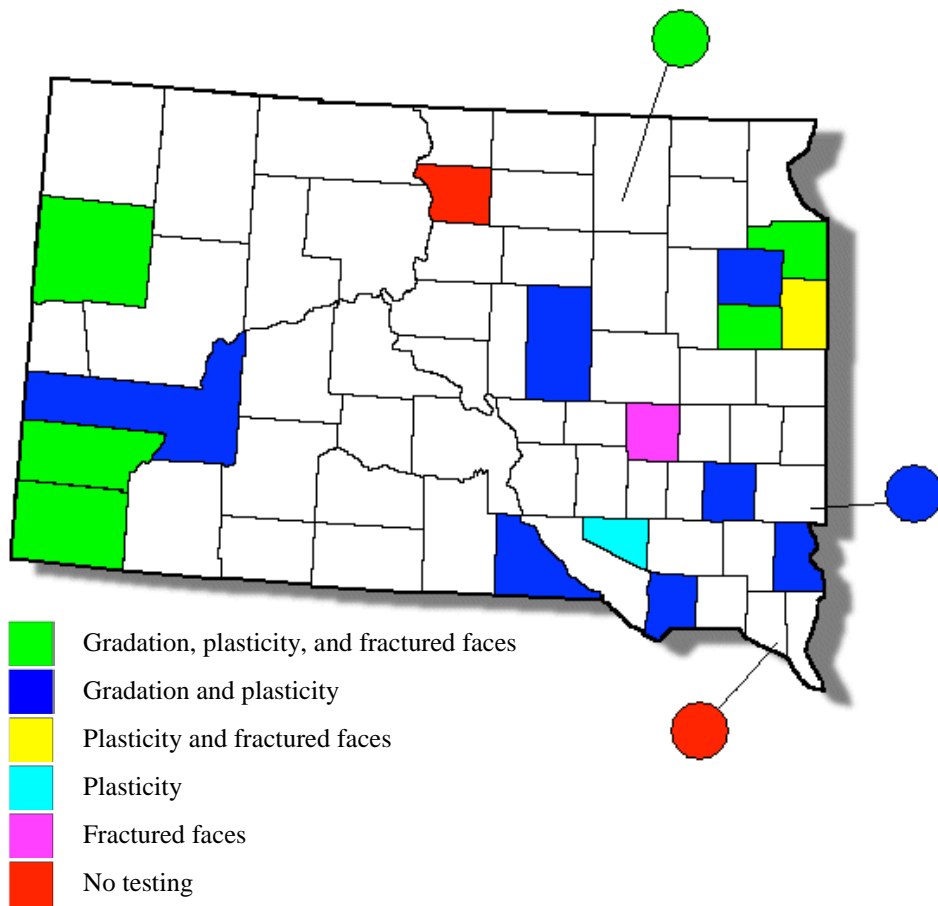 Gradation, plasticity, and fractured faces
Gradation and plasticity
Plasticity and fractured faces
Plasticity
Fractured faces
No testing